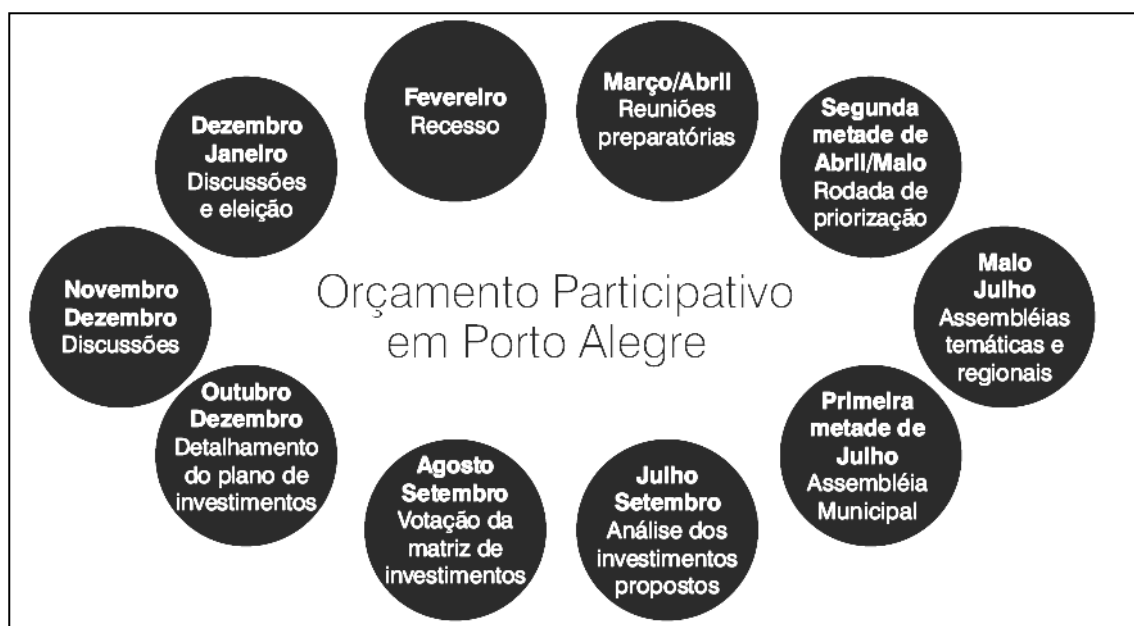 Fevereiro
Recesso
Março/Abril
Reuniões
preparatórias
Segunda
metade de
Abril/Maio
Rodada de
priorização
Maio
Julho
Assembléias
temáticas e
regionais
Primeira
metade de
Julho
Assembléia
Municipal
Julho
Setembro
Análise dos
investimentos
propostos
Agosto
Setembro
Votação da
matriz de
investimentos
Outubro
Dezembro
Detalhamento
do plano de
investimentos
Novembro
Dezembro
Discussões
Dezembro
Janeiro
Discussões
e eleição
Orçamento Participativo
em Porto Alegre